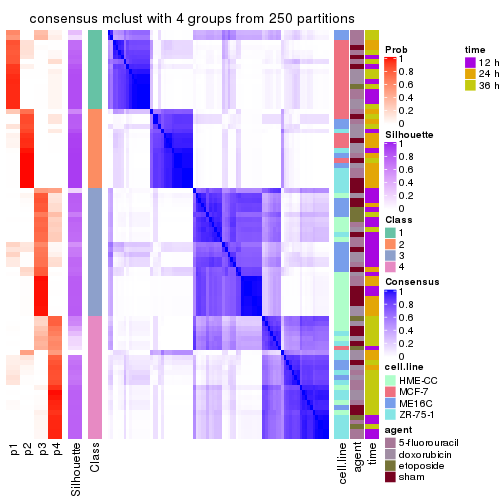 consensus mclust with 4 groups from 250 partitions
Prob
1
0.8
0.6
0.4
0.2
0
time
12 h
24 h
36 h
Silhouette
1
0.8
0.6
0.4
0.2
0
Class
1
2
3
4
Consensus
1
0.8
0.6
0.4
0.2
0
cell.line
HME-CC
MCF-7
ME16C
ZR-75-1
agent
5-fluorouracil
doxorubicin
etoposide
sham
p1
p2
p3
p4
Silhouette
Class
cell.line
agent
time